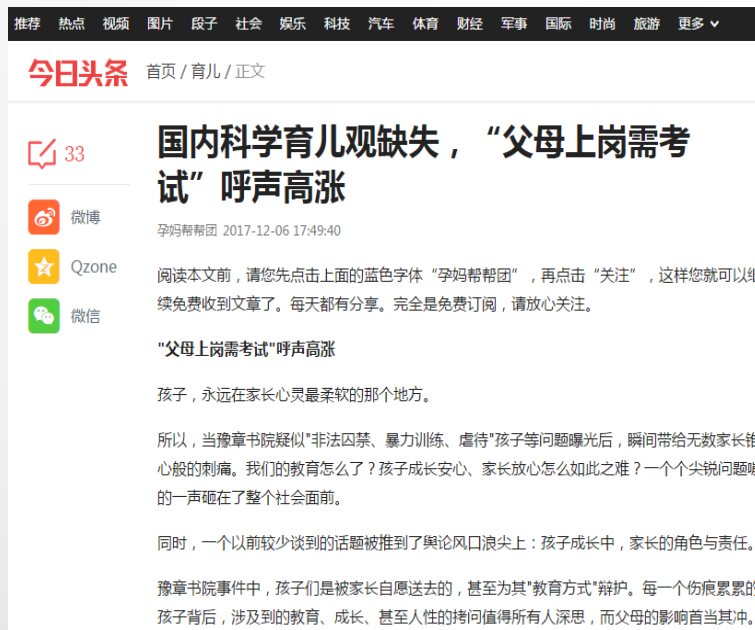 推荐 热点 视频 图片 段子 社会 娱乐 科技 汽车 体育 财经 军事 国际 时尚 旅游 更多
今日头条 首页 / 育儿 / 正文
国内科学育儿观缺失，“父母上岗需考
试”呼声高涨
33
孕妈帮帮团 2017-12-06 17:49:40
微博
Qzone
微信
阅读本文前，请您先点击上面的蓝色字体“孕妈帮帮团”，再点击“关注”，这样您就可以继
续免费收到文章了。每天都有分享。完全是免费订阅，请放心关注。
"父母上岗需考试"呼声高涨
孩子，永远在家长心灵最柔软的那个地方。
所以，当豫章书院疑似"非法囚禁、暴力训练、虐待"孩子等问题曝光后，瞬间带给无数家长锥
心般的刺痛。我们的教育怎么了？孩子成长安心、家长放心怎么如此之难？一个个尖锐问题
的一声砸在了整个社会面前。
同时，一个以前较少谈到的话题被推到了舆论风口浪尖上：孩子成长中，家长的角色与责任。
豫章书院事件中，孩子们是被家长自愿送去的，甚至为其"教育方式"辩护。每一个伤痕累累的
孩子背后，涉及到的教育、成长、甚至人性的拷问值得所有人深思，而父母的影响首当其冲。